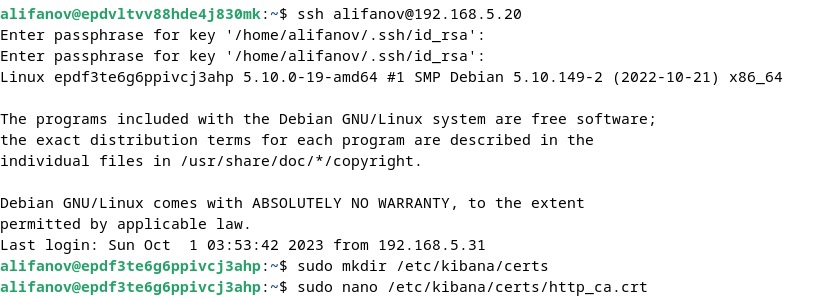 alifanov@epdvltvv88hde4j830mk:~$ ssh alifanov@192.168.5.20
Enter passphrase for key '/home/alifanov/.ssh/id_rsa':
Enter passphrase for key '/home/alifanov/.ssh/id_rsa':
Linux epdf3te6g6ppivcj3ahp 5.10.0-19-amd64 #1 SMP Debian 5.10.149-2 (2022-10-21) x86_64

The programs included with the Debian GNU/Linux system are free software;
the exact distribution terms for each program are described in the
individual files in /usr/share/doc/*/copyright.

Debian GNU/Linux comes with ABSOLUTELY NO WARRANTY, to the extent
permitted by applicable law.
Last login: Sun Oct  1 03:53:42 2023 from 192.168.5.31
alifanov@epdf3te6g6ppivcj3ahp:~$ sudo mkdir /etc/kibana/certs
alifanov@epdf3te6g6ppivcj3ahp:~$ sudo nano /etc/kibana/certs/http_ca.crt